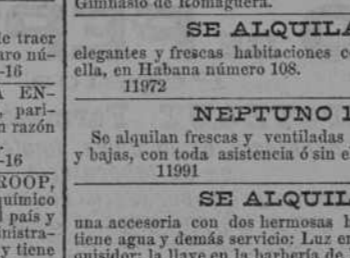 de traer
aro nú-
-16
A EN-
, pari-
n razón
-16
ROOP,
químico
país y
nistra-
y tiene
Gimnasio de Romaguera.
SE ALQUILA
elegantes y frescas habitaciones c
ella, en Habana número 108.
11972
NEPTUNO 1
Se alquilan frescas y ventiladas
y bajas, con toda asistencia ó sin e
11991
SE ALQUIL
una accesoria con dos hermosas h
tiene agua y demás servicio: Luz en
quisidor: la llave en la barbería de